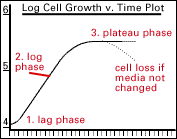 Log Cell Growth v. Time Plot
6
3. plateau phase
2. log
phase
cell loss if
media not
changed
5
1. lag phase
4